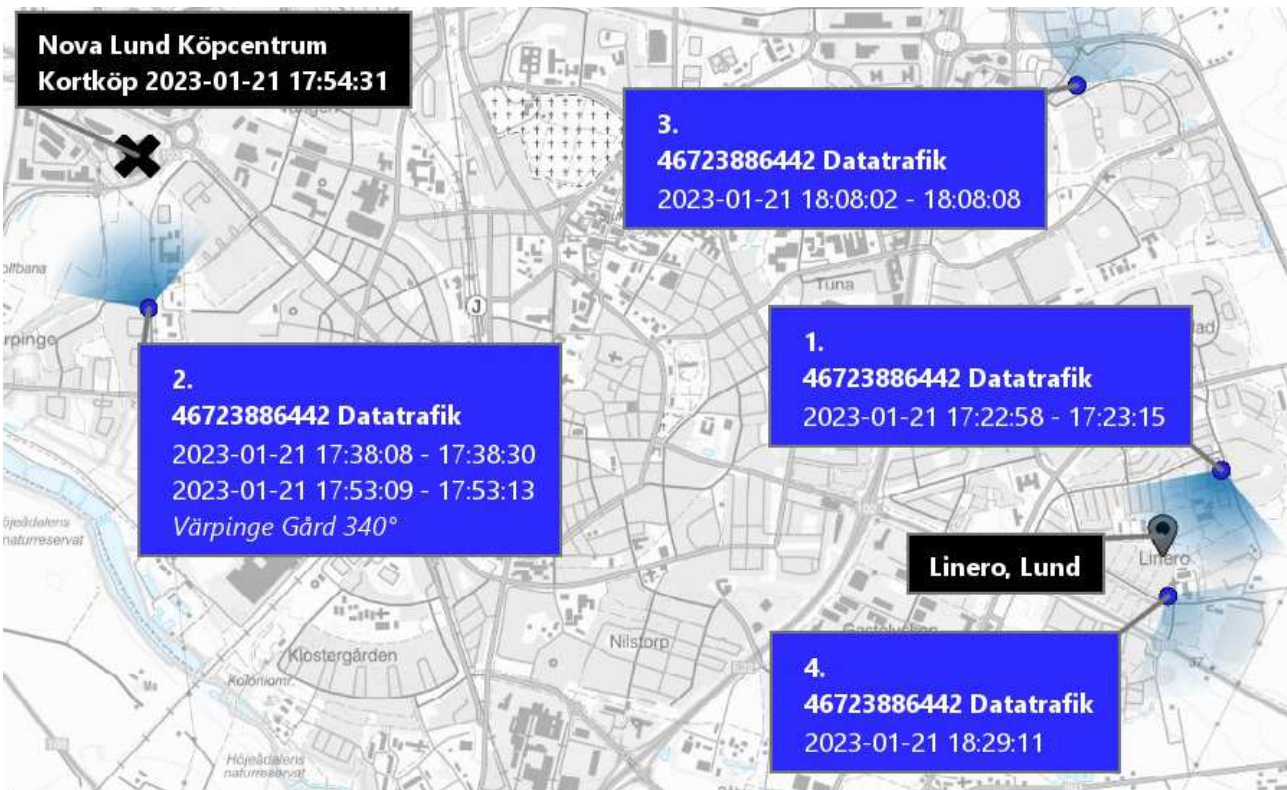 Nova Lund Köpcentrum
Kortköp 2023-01-21 17:54:31
3.
46723886442 Datatrafik
2023-01-21 18:08:02 - 18:08:08
Tuna
J
1.
46723886442 Datatrafik
2023-01-21 17:22:58 - 17:23:15
2.
46723886442 Datatrafik
2023-01-21 17:38:08 - 17:38:30
2023-01-21 17:53:09 - 17:53:13
Värpinge Gård 340°
Linero, Lund
Linero
Nilstorp
Klostergården
Koloniomr.
4.
46723886442 Datatrafik
2023-01-21 18:29:11
Höjeådalens
naturreservat